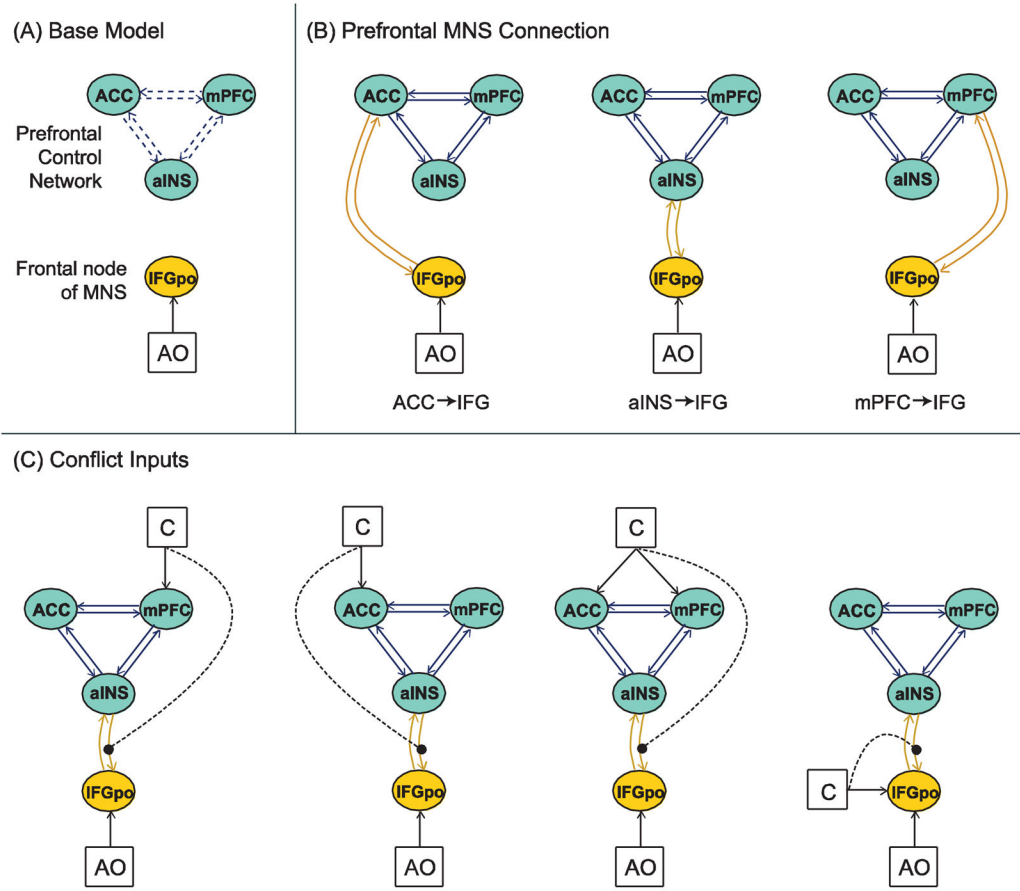 (A) Base Model
ACC
mPFC
Prefrontal
Control
Network
aINS
Frontal node
of MNS
IFGpo
AO
(B) Prefrontal MNS Connection
ACC
mPFC
aINS
IFGpo
AO
ACC→IFG
ACC
mPFC
aINS
IFGpo
AO
aINS→IFG
ACC
mPFC
aINS
IFGpo
AO
mPFC→IFG
(C) Conflict Inputs
C
ACC
mPFC
aINS
IFGpo
AO
C
ACC
mPFC
aINS
IFGpo
AO
C
ACC
mPFC
aINS
IFGpo
AO
ACC
mPFC
aINS
C
IFGpo
AO